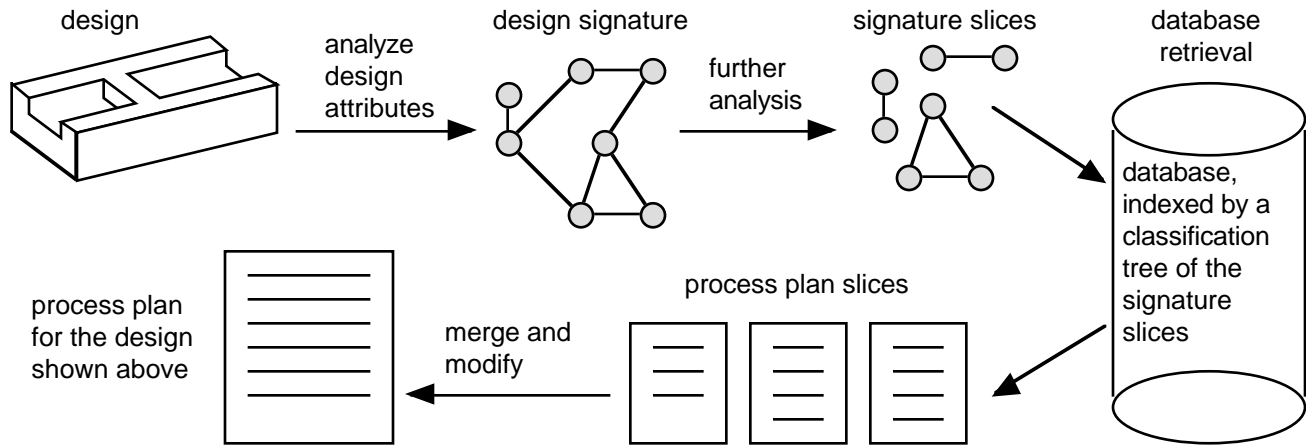 design
analyze
design
attributes
design signature
further
analysis
signature slices
database
retrieval
database,
indexed by a
classification
tree of the
signature
slices
process plan slices
merge and
modify
process plan
for the design
shown above